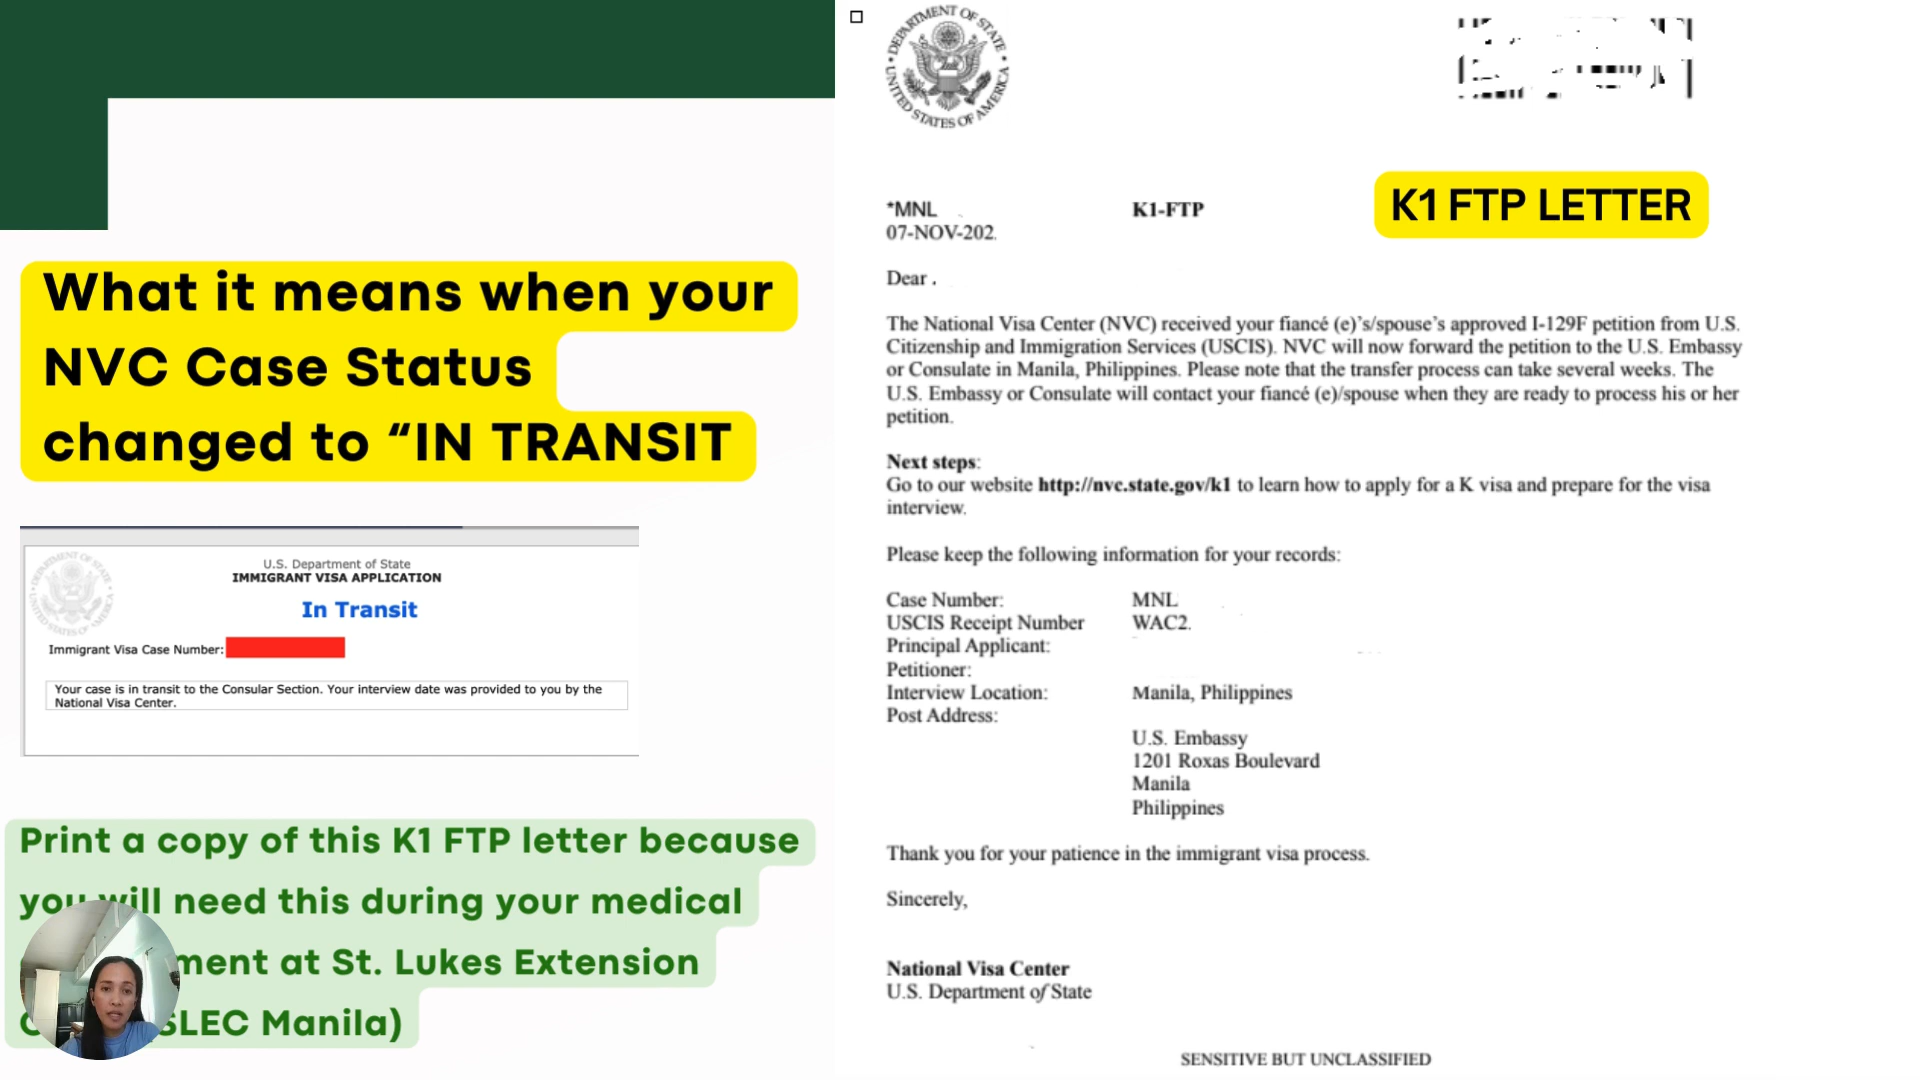 What it means when your
NVC Case Status
changed to “IN TRANSIT
U.S. Department of State
IMMIGRANT VISA APPLICATION
In Transit
Immigrant Visa Case Number:
Your case is in transit to the Consular Section. Your interview date was provided to you by the
National Visa Center.
Print a copy of this K1 FTP letter because
you will need this during your medical
ment at St. Lukes Extension
SLEC Manila)
DEPARTMENT OF STATE
UNITED STATES OF AMERICA
K1 FTP LETTER
*MNL K1-FTP
07-NOV-202
Dear .
The National Visa Center (NVC) received your fiancé (e)’s/spouse’s approved I-129F petition from U.S.
Citizenship and Immigration Services (USCIS). NVC will now forward the petition to the U.S. Embassy
or Consulate in Manila, Philippines. Please note that the transfer process can take several weeks. The
U.S. Embassy or Consulate will contact your fiancé (e)/spouse when they are ready to process his or her
petition.
Next steps:
Go to our website http://nvc.state.gov/k1 to learn how to apply for a K visa and prepare for the visa
interview.
Please keep the following information for your records:
Case Number: MNL
USCIS Receipt Number WAC2.
Principal Applicant:
Petitioner:
Interview Location: Manila, Philippines
Post Address:
U.S. Embassy
1201 Roxas Boulevard
Manila
Philippines
Thank you for your patience in the immigrant visa process.
Sincerely,
National Visa Center
U.S. Department of State
SENSITIVE BUT UNCLASSIFIED